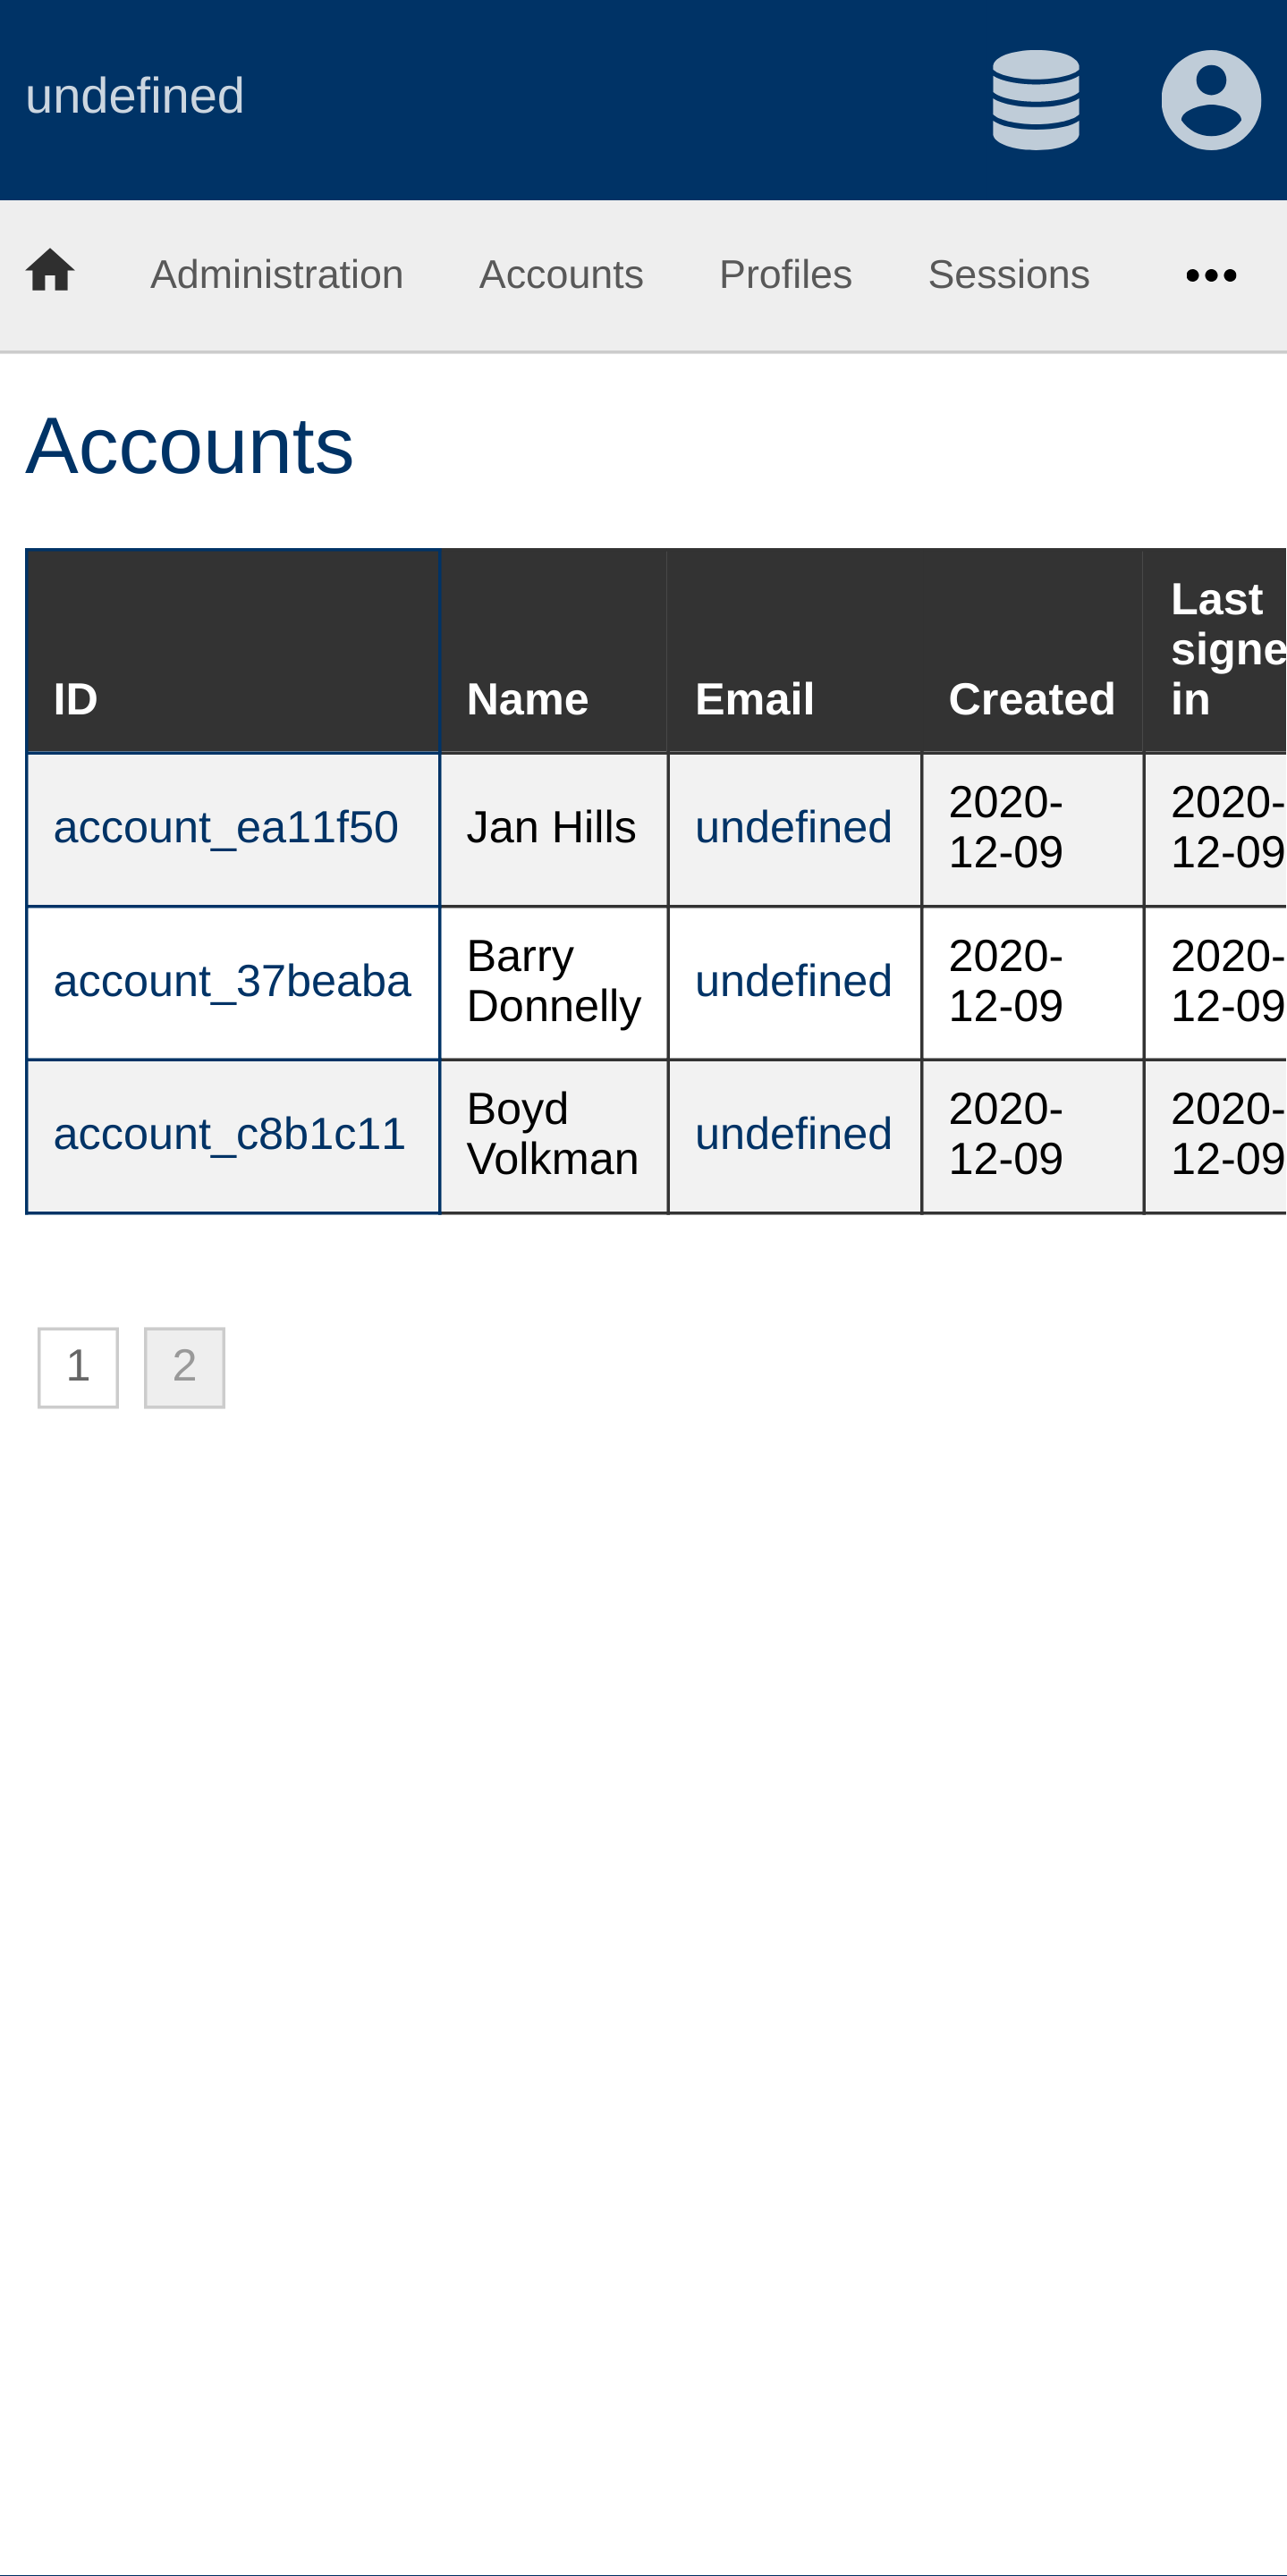 undefined
Administration Accounts Profiles Sessions
Accounts
ID Name Email Created Last signe in
account_ea11f50 Jan Hills undefined 2020-12-09 2020-12-09
account_37beaba Barry Donnelly undefined 2020-12-09 2020-12-09
account_c8b1c11 Boyd Volkman undefined 2020-12-09 2020-12-09
1 2